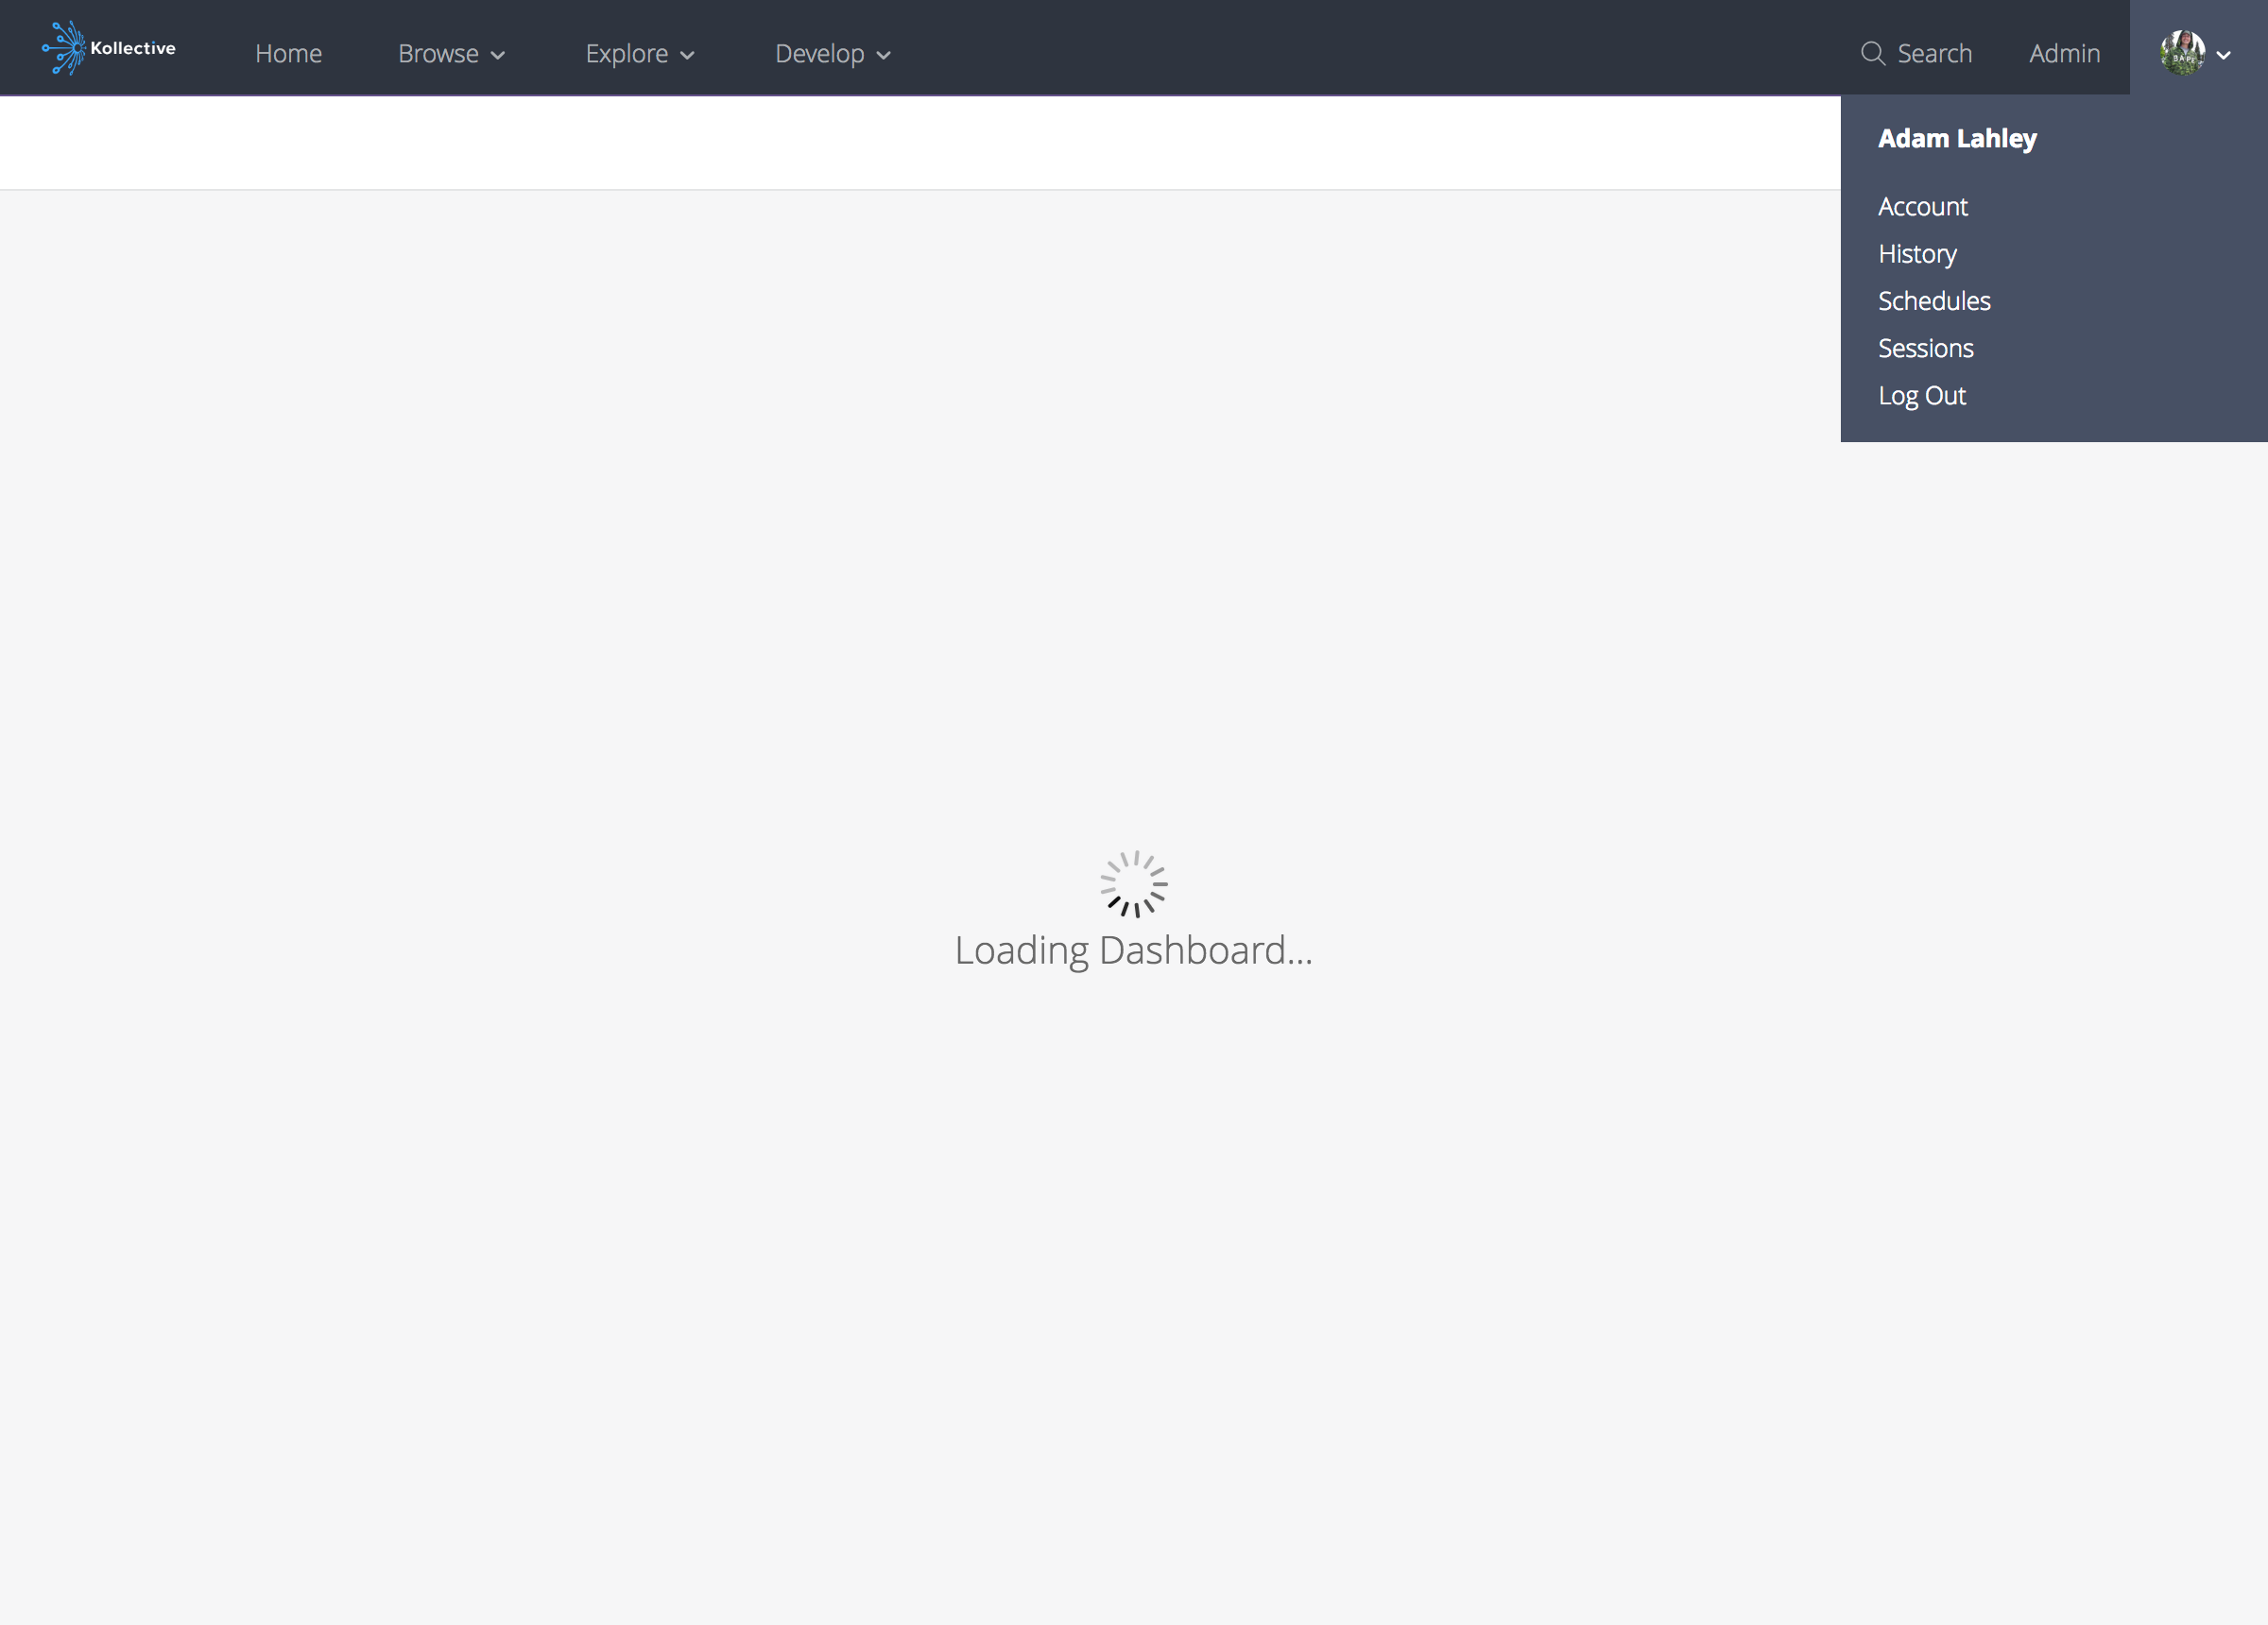 Kollective
Home
Browse
Explore
Develop
Search
Admin
Adam Lahley
Account
History
Schedules
Sessions
Log Out
Loading Dashboard...